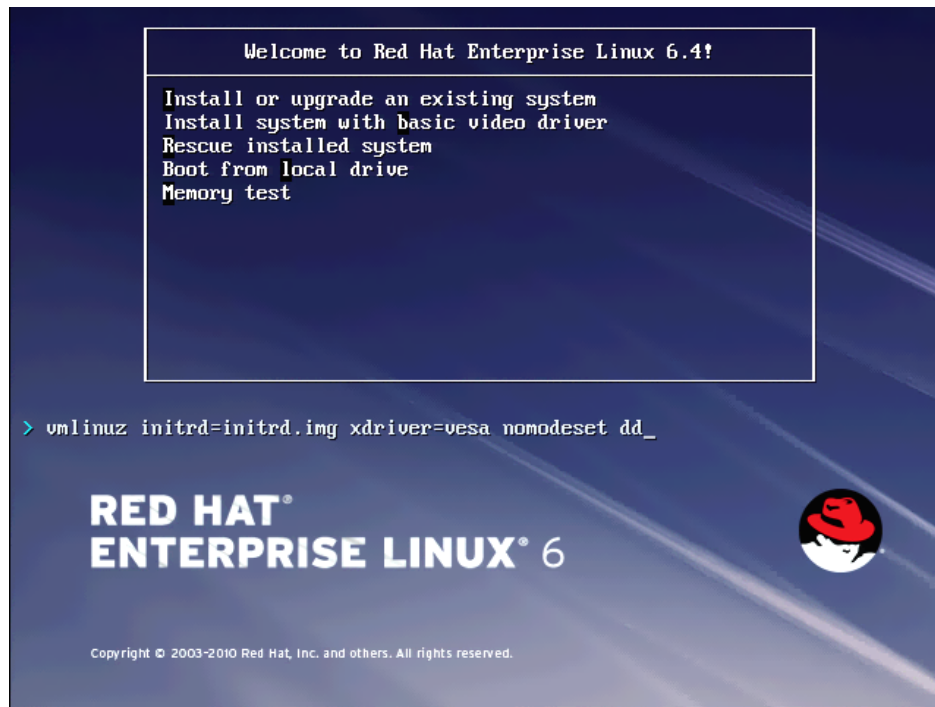 Welcome to Red Hat Enterprise Linux 6.4!
Install or upgrade an existing system
Install system with basic video driver
Rescue installed system
Boot from local drive
Memory test
> vmlinuz initrd=initrd.img xdriver=vesa nomodeset dd_
RED HAT®
ENTERPRISE LINUX® 6
Copyright © 2003-2010 Red Hat, Inc. and others. All rights reserved.